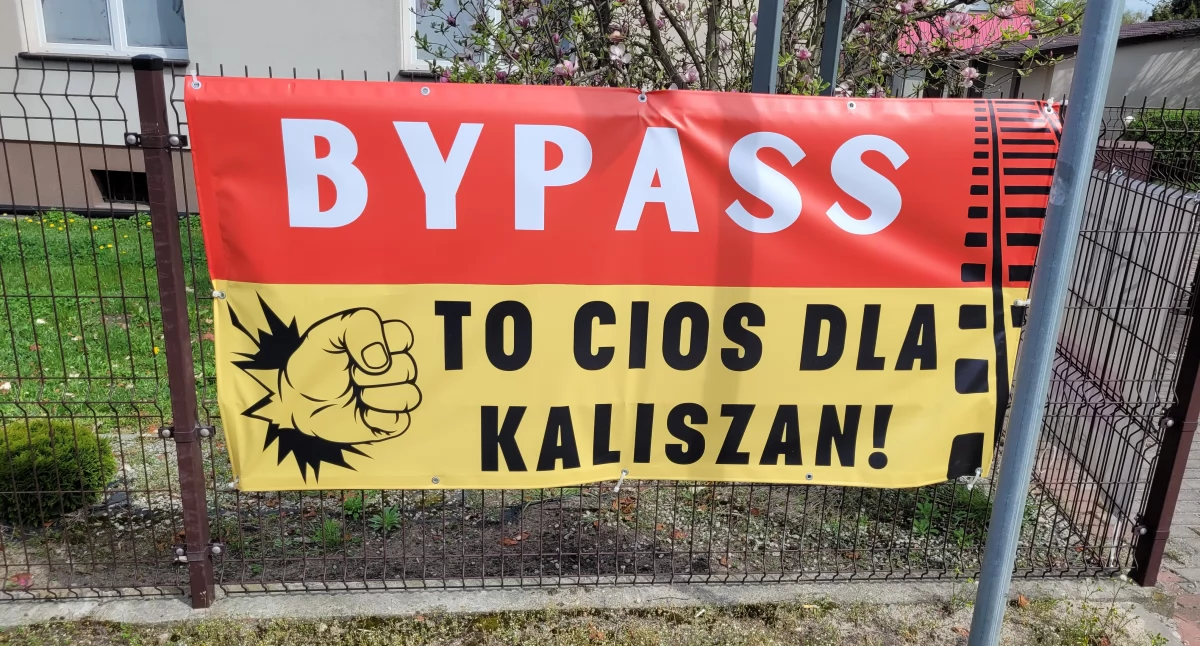 BYPASS
TO CIOS DLA
KALISZAN!